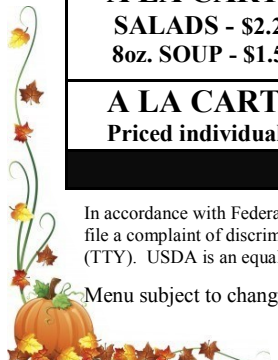 SALADS - $2.2
8oz. SOUP - $1.5
A LA CART
Priced individual
In accordance with Federa
file a complaint of discrim
(TTY). USDA is an equal
Menu subject to chang